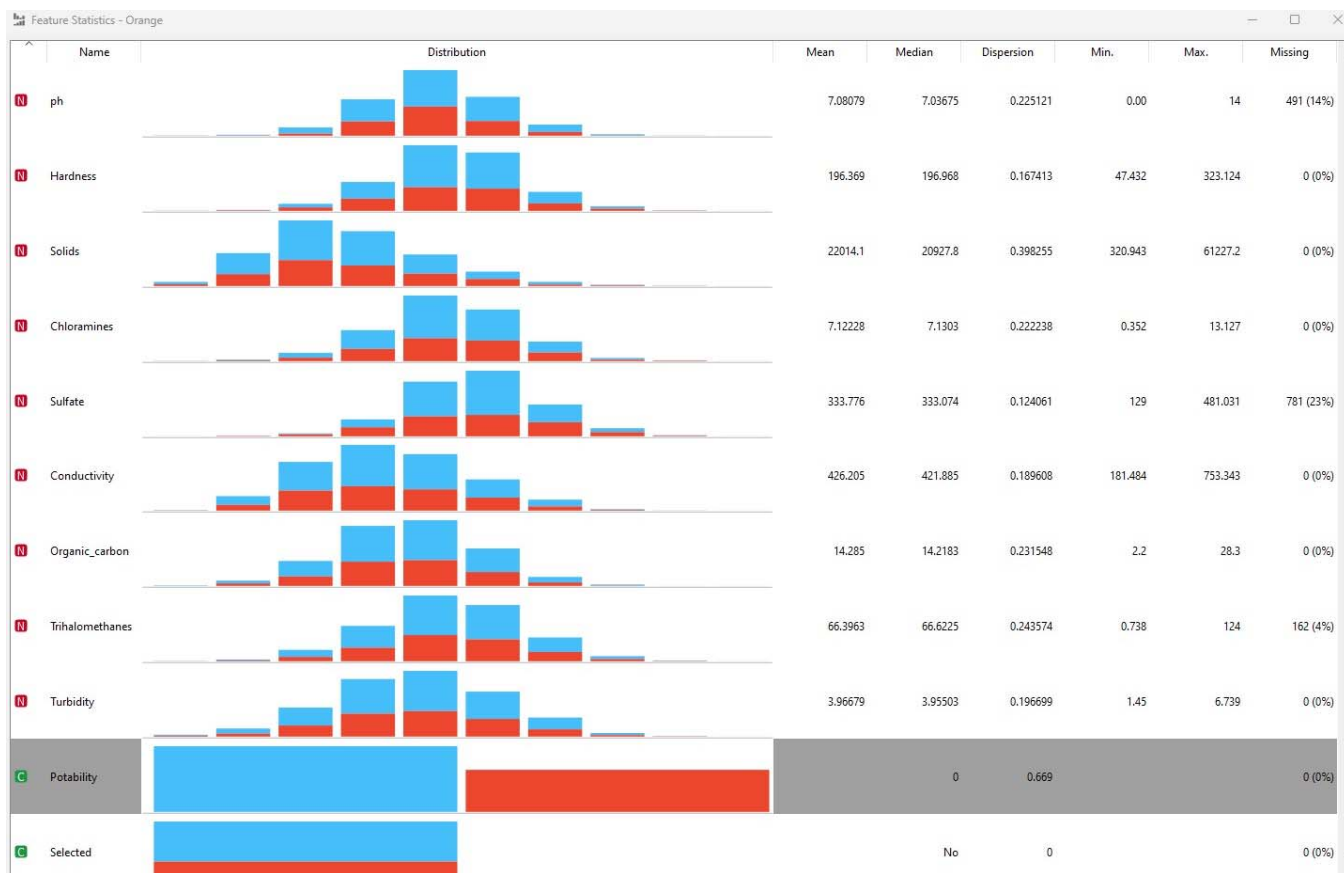 Feature Statistics - Orange
Name Distribution Mean Median Dispersion Min. Max. Missing
N ph 7.08079 7.03675 0.225121 0.00 14 491 (14%)
N Hardness 196.369 196.968 0.167413 47.432 323.124 0 (0%)
N Solids 22014.1 20927.8 0.398255 320.943 61227.2 0 (0%)
N Chloramines 7.12228 7.1303 0.222238 0.352 13.127 0 (0%)
N Sulfate 333.776 333.074 0.124061 129 481.031 781 (23%)
N Conductivity 426.205 421.885 0.189608 181.484 753.343 0 (0%)
N Organic_carbon 14.285 14.2183 0.231548 2.2 28.3 0 (0%)
N Trihalomethanes 66.3963 66.6225 0.243574 0.738 124 162 (4%)
N Turbidity 3.96679 3.95503 0.196699 1.45 6.739 0 (0%)
C Potability 0 0.669 0 (0%)
C Selected No 0 0 (0%)